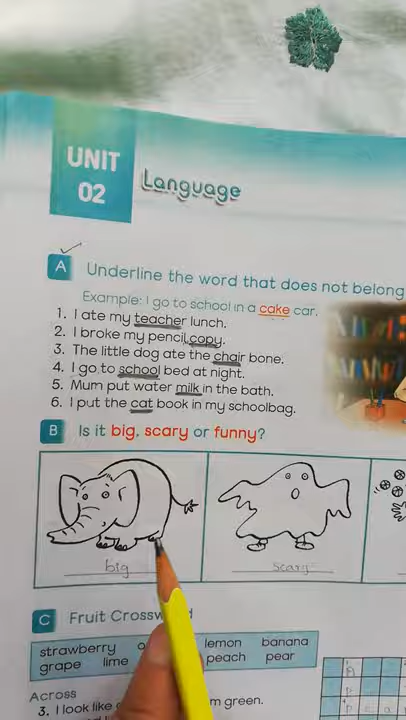 UNIT
02
Language
A Underline the word that does not belong
Example: I go to school in a cake car.
1. I ate my teacher lunch.
2. I broke my pencil copy.
3. The little dog ate the chair bone.
4. I go to school bed at night.
5. Mum put water milk in the bath.
6. I put the cat book in my schoolbag.
B Is it big, scary or funny?
big scary
C Fruit Crossword
strawberry lemon banana
grape lime peach pear
Across
3. I look like green.